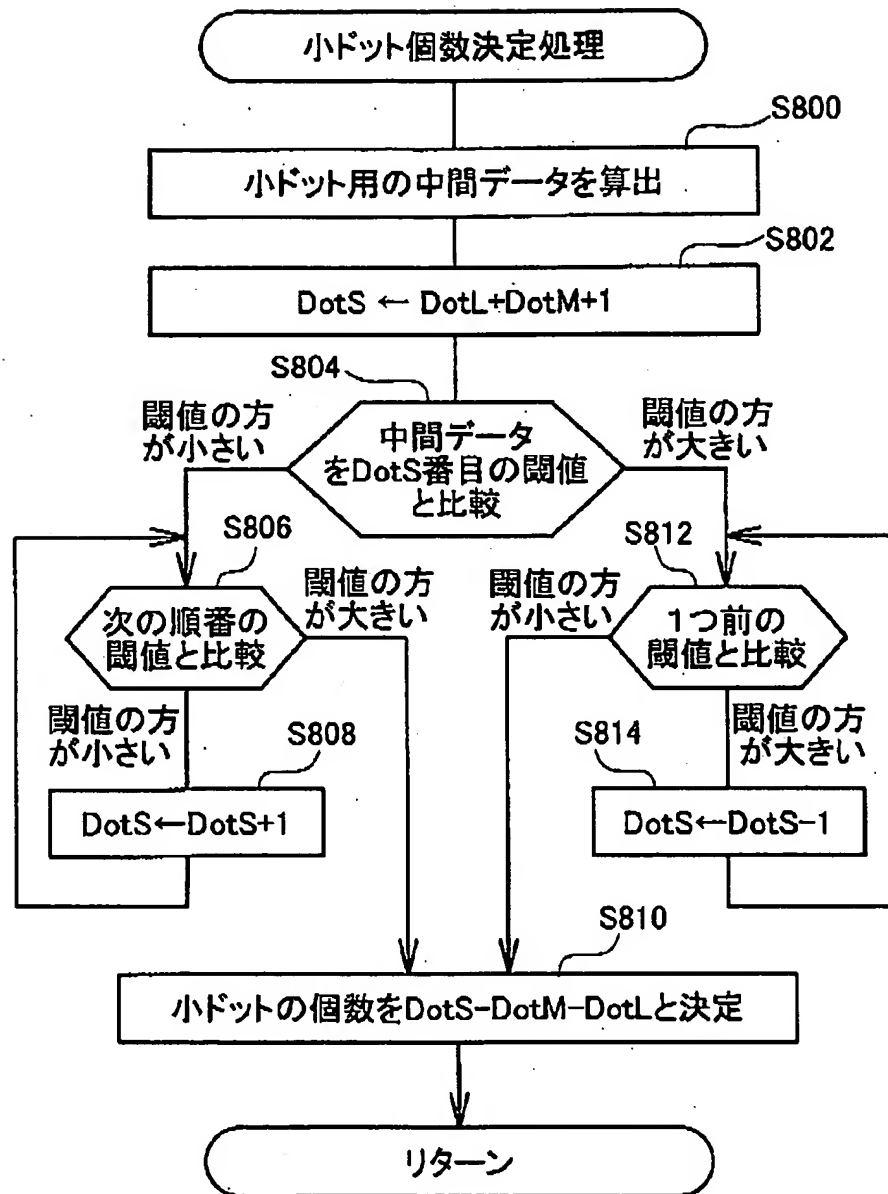 小ドット個数決定処理
S800
小ドット用の中間データを算出
S802
DotS ← DotL+DotM+1
S804
閾値の方
が小さい
中間データ
をDotS番目の閾値
と比較
閾値の方
が大きい
S806
次の順番の
閾値と比較
閾値の方
が大きい
閾値の方
が小さい
S812
1つ前の
閾値と比較
閾値の方
が小さい
S808
DotS←DotS+1
閾値の方
が大きい
S814
DotS←DotS-1
S810
小ドットの個数をDotS-DotM-DotLと決定
リターン